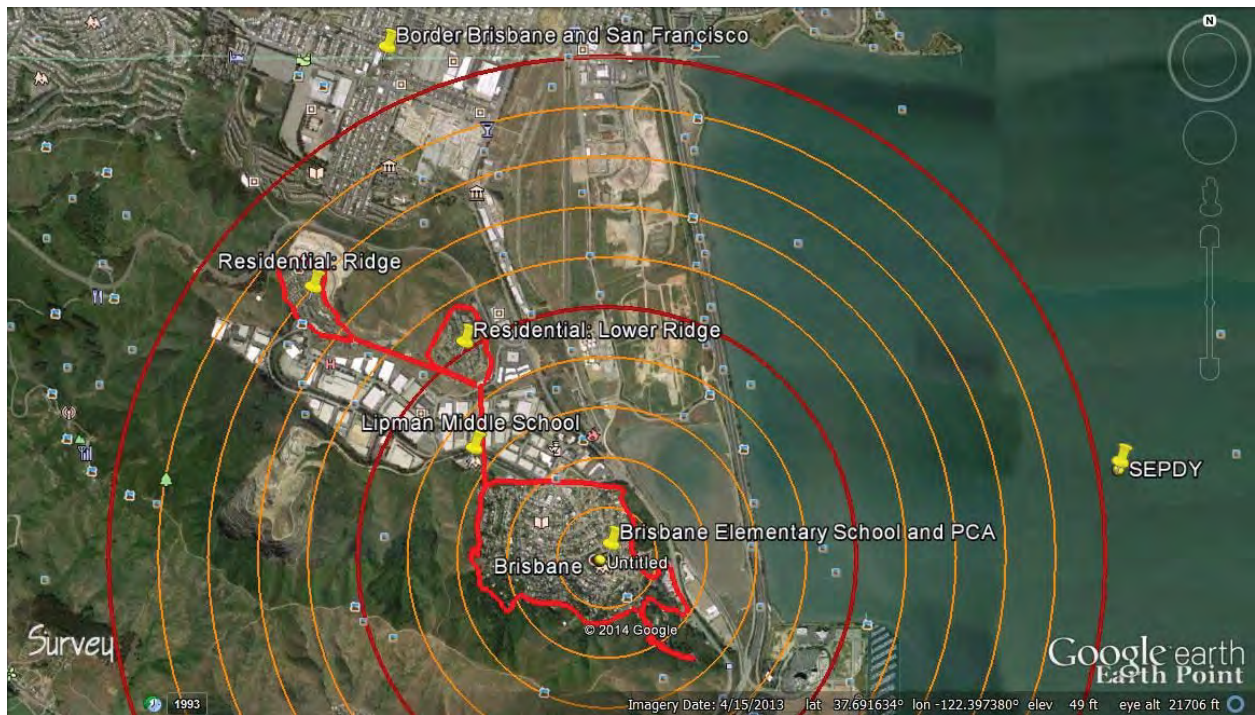 N
Border Brisbane and San Francisco
Residential: Ridge
Residential: Lower Ridge
Lipman Middle School
SEPDY
Brisbane Elementary School and PCA
Brisbane
Untitled
© 2014 Google
Survey
Google earth
Earth Point
1993
Imagery Date: 4/15/2013 lat 37.691634° lon -122.397380° elev 49 ft eye alt 21706 ft